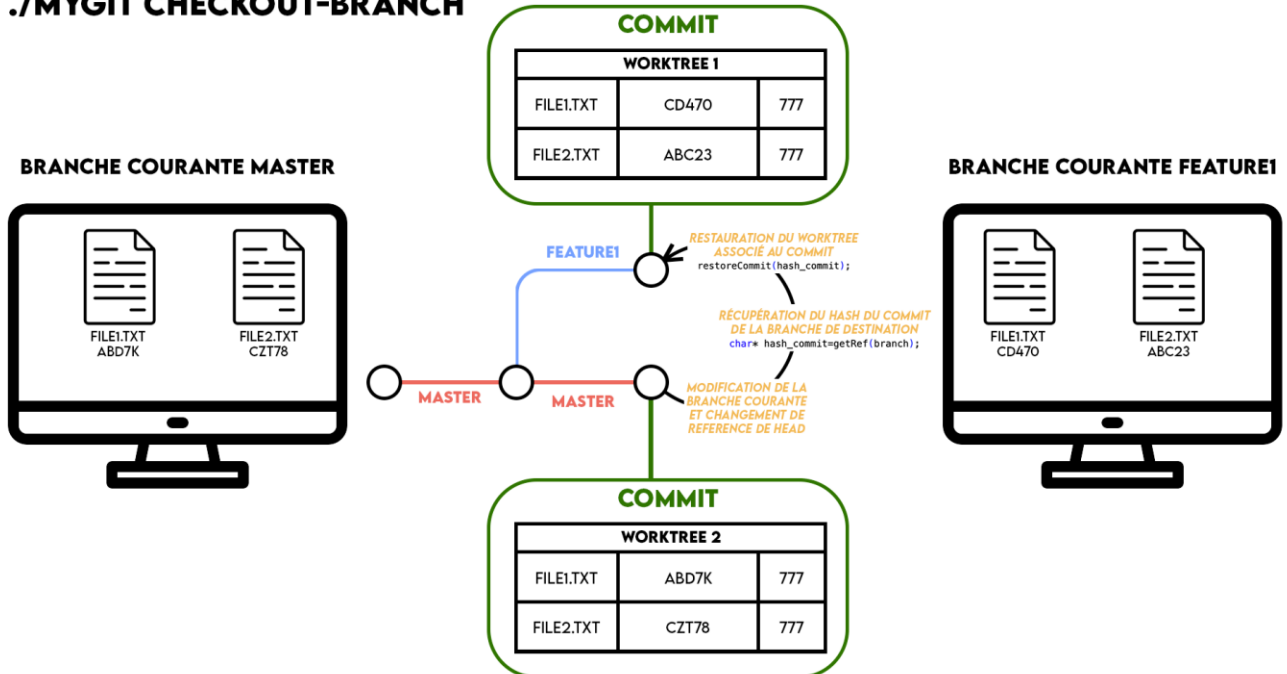 ./MYGIT CHECKOUT-BRANCH
COMMIT
WORKTREE 1
FILE1.TXT CD470 777
FILE2.TXT ABC23 777
BRANCHE COURANTE MASTER
FILE1.TXT
ABD7K
FILE2.TXT
CZT78
FEATURE1
MASTER
MASTER
RESTAURATION DU WORKTREE
ASSOCIÉ AU COMMIT
restoreCommit(hash_commit);
RÉCUPÉRATION DU HASH DU COMMIT
DE LA BRANCHE DE DESTINATION
char* hash_commit=getRef(branch);
MODIFICATION DE LA
BRANCHE COURANTE
ET CHANGEMENT DE
REFERENCE DE HEAD
BRANCHE COURANTE FEATURE1
FILE1.TXT
CD470
FILE2.TXT
ABC23
COMMIT
WORKTREE 2
FILE1.TXT ABD7K 777
FILE2.TXT CZT78 777